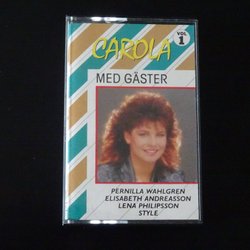 CAROLA
VOL
1
MED GÄSTER
PERNILLA WAHLGREN
ELISABETH ANDREASSON
LENA PHILIPSSON
STYLE